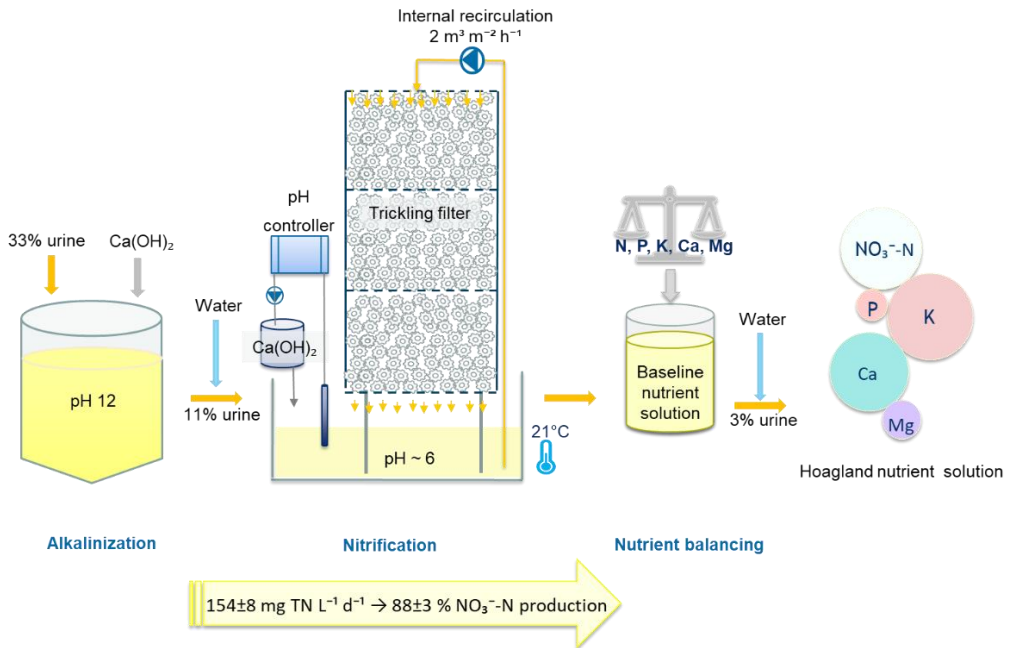 Internal recirculation
2 m³ m⁻² h⁻¹
33% urine
Ca(OH)₂
pH 12
Water
11% urine
pH
controller
Ca(OH)₂
Trickling filter
pH ~ 6
21°C
N, P, K, Ca, Mg
Baseline
nutrient
solution
Water
3% urine
NO₃⁻-N
P
K
Ca
Mg
Hoagland nutrient solution
Alkalinization
Nitrification
Nutrient balancing
154±8 mg TN L⁻¹ d⁻¹ → 88±3 % NO₃⁻-N production